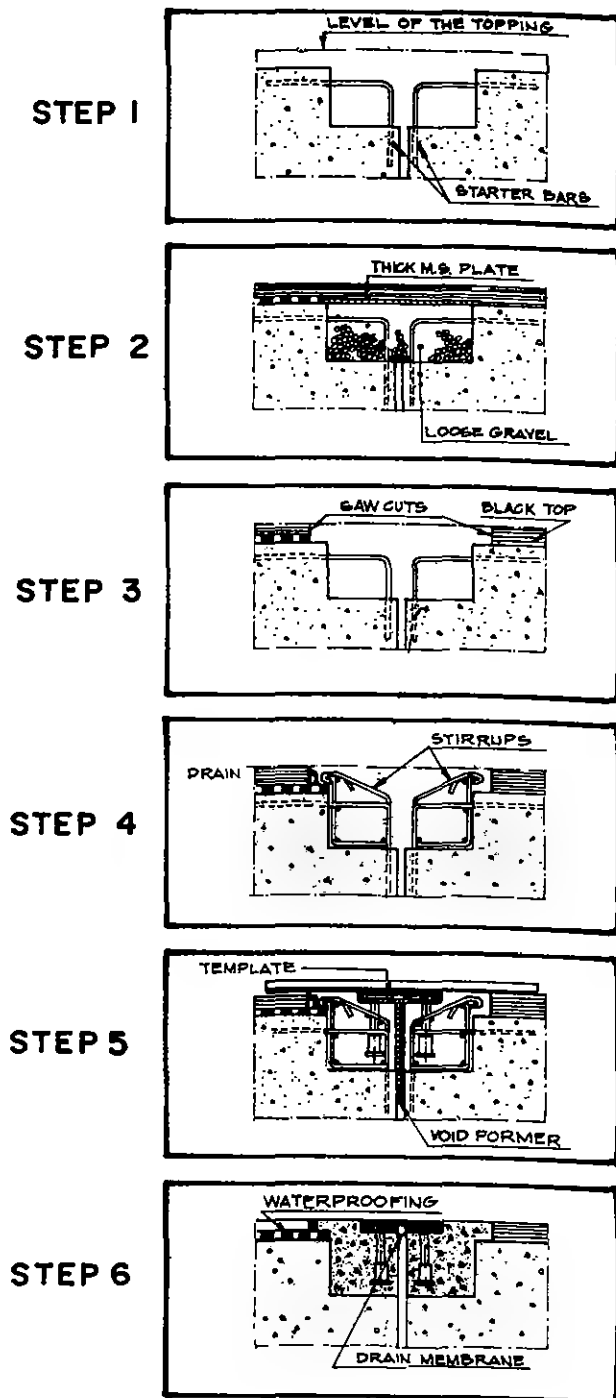 LEVEL OF THE TOPPING
STEP 1
STARTER BARS
THICK M.S. PLATE
STEP 2
LOOSE GRAVEL
SAW CUTS
BLACK TOP
STEP 3
STIRRUPS
DRAIN
STEP 4
TEMPLATE
STEP 5
VOID FORMER
WATERPROOFING
STEP 6
DRAIN MEMBRANE